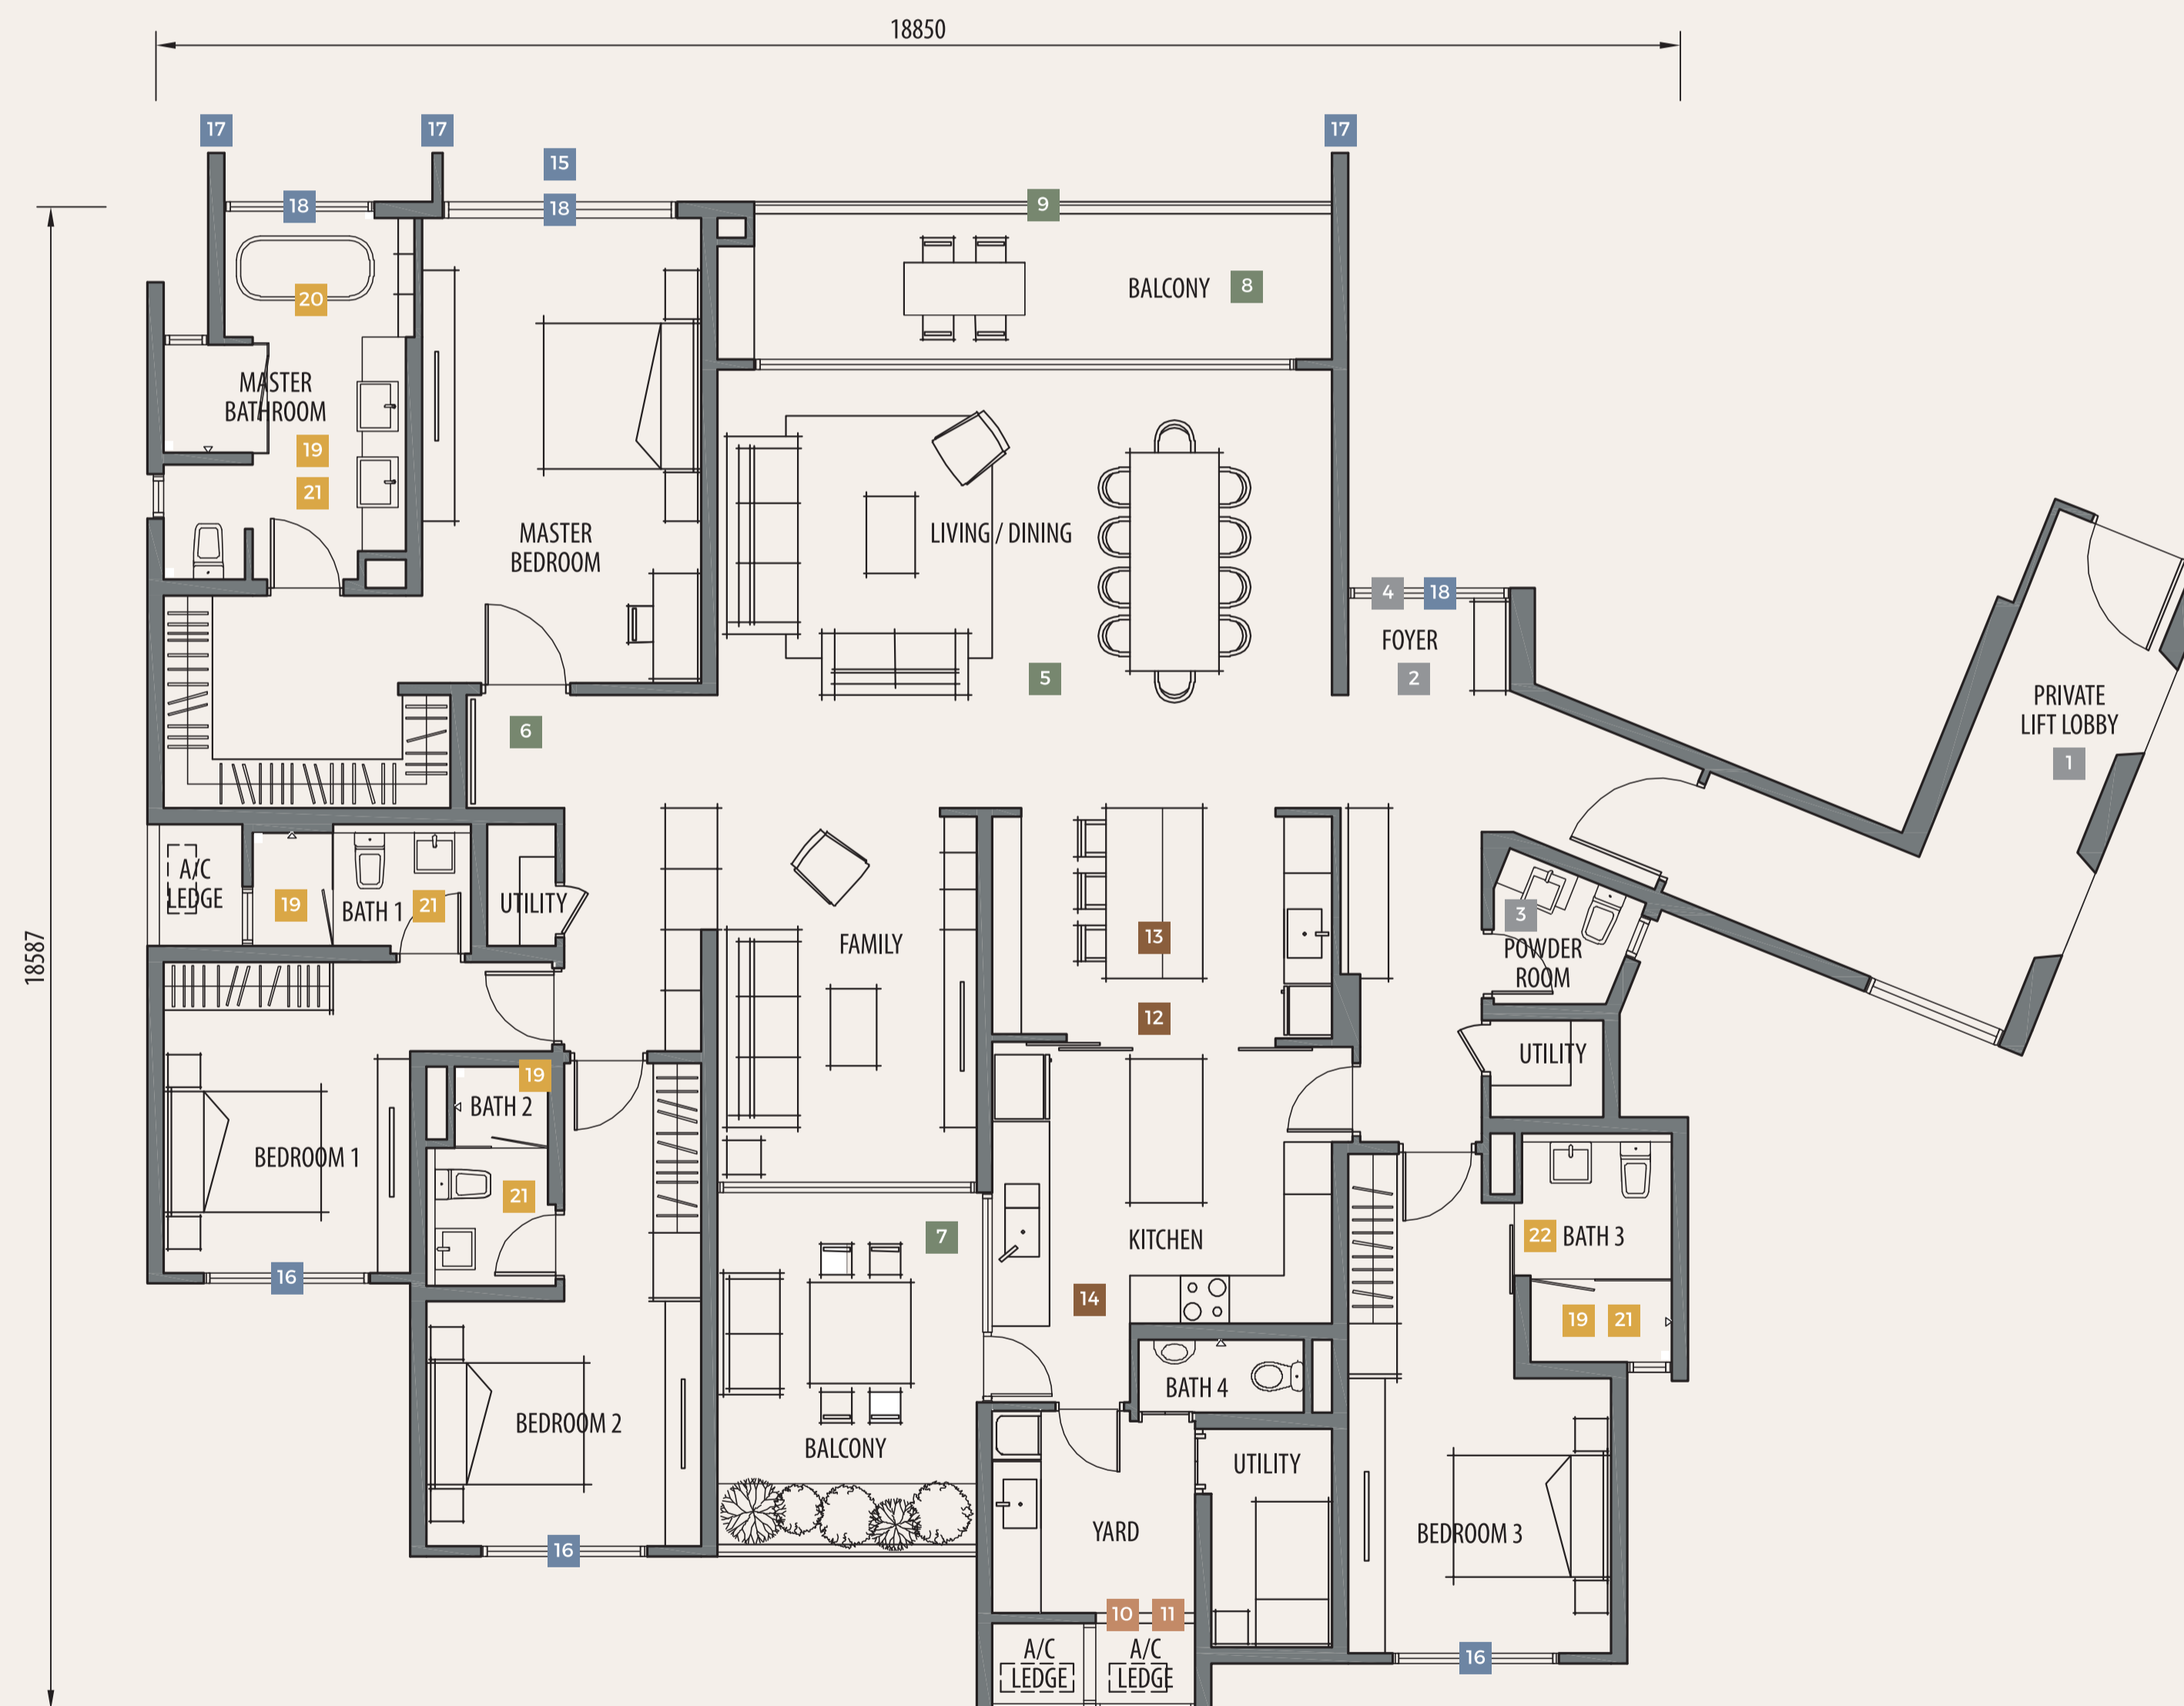 18850
17
17
17
15
18
18
9
BALCONY
8
20
MASTER
BATHROOM
19
21
MASTER
BEDROOM
LIVING / DINING
4
18
FOYER
2
5
6
PRIVATE
LIFT LOBBY
1
A/C
LEDGE
19
BATH 1
21
UTILITY
FAMILY
13
12
3
POWDER
ROOM
18587
UTILITY
19
BATH 2
BEDROOM 1
21
7
KITCHEN
22
BATH 3
16
14
19
21
BATH 4
BEDROOM 2
BALCONY
UTILITY
YARD
BEDROOM 3
16
10
11
A/C
LEDGE
A/C
LEDGE
16